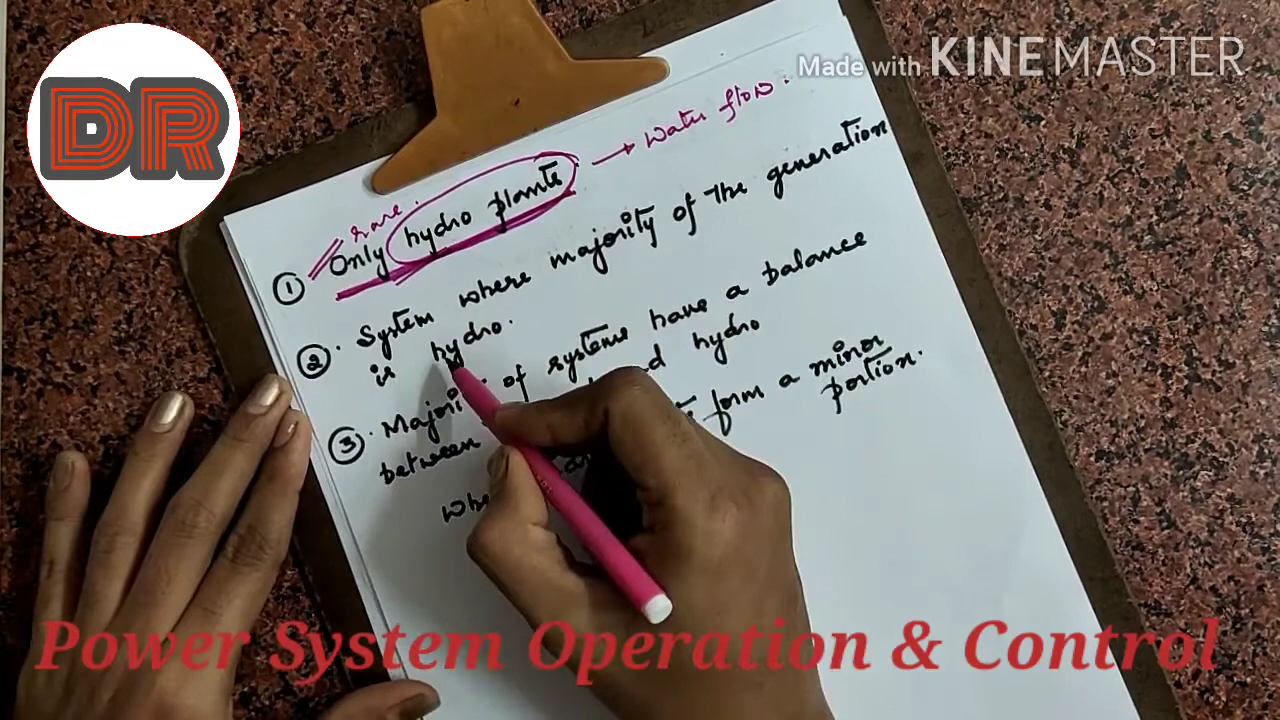 DR
Made with KINEMASTER
rare.
① Only hydro plants → Water flow.
② System where majority of the generation
is hydro.
③ of systems have a balance
between hydro
form a minor
portion.
Power System Operation & Control